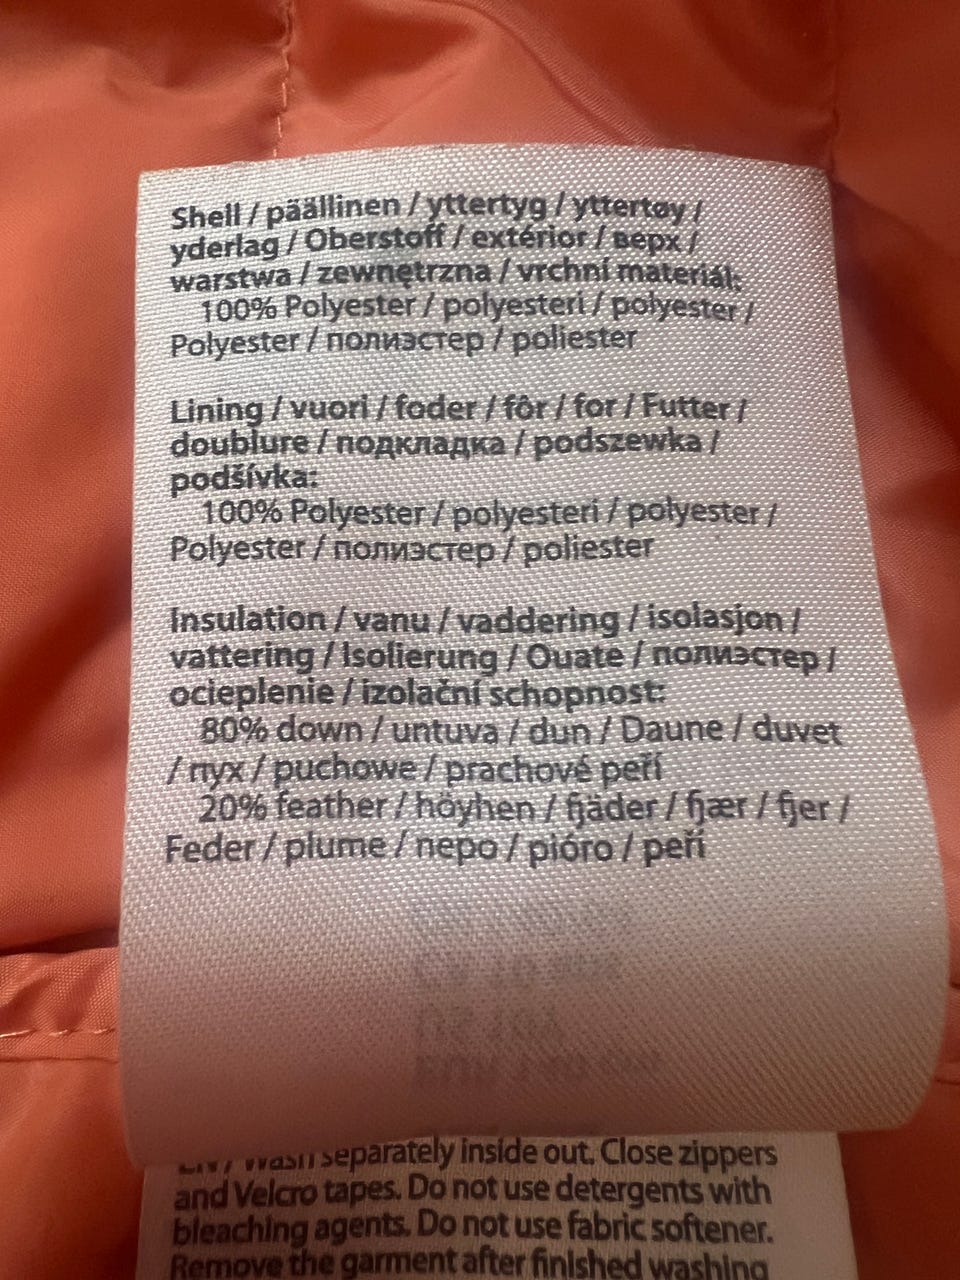 Shell / päällinen / yttertyg / yttertøy /
yderlag / Oberstoff / extérior / верх /
warstwa / zewnętrzna / vrchní materiál:
100% Polyester / polyesteri / polyester /
Polyester / полиэстер / poliester
Lining / vuori / foder / fôr / for / Futter /
doublure / подкладка / podszewka /
podšívka:
100% Polyester / polyesteri / polyester /
Polyester / полиэстер / poliester
Insulation / vanu / vaddering / isolasjon /
vattering / Isolierung / Ouate / полиэстер /
ocieplenie / izolační schopnost:
80% down / untuva / dun / Daune / duvet
/ пух / puchowe / prachové peří
20% feather / höyhen / fjäder / fjær / fjer /
Feder / plume / перо / pióro / peří
Wash separately inside out. Close zippers
and Velcro tapes. Do not use detergents with
bleaching agents. Do not use fabric softener.
Remove the garment after finished washing